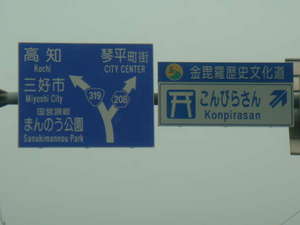 高知
Kochi
三好市
Miyoshi City
国営讃岐
まんのう公園
Sanukimannou Park
琴平町街
CITY CENTER
319
208
金毘羅歴史文化道
こんぴらさん
Konpirasan